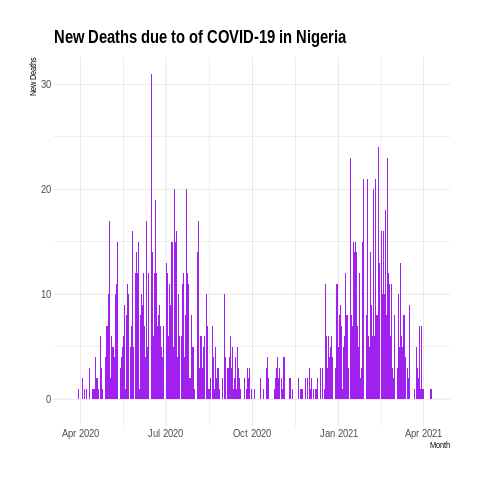 New Deaths due to of COVID-19 in Nigeria
New Deaths
30
20
10
0
Apr 2020 Jul 2020 Oct 2020 Jan 2021 Apr 2021
Month